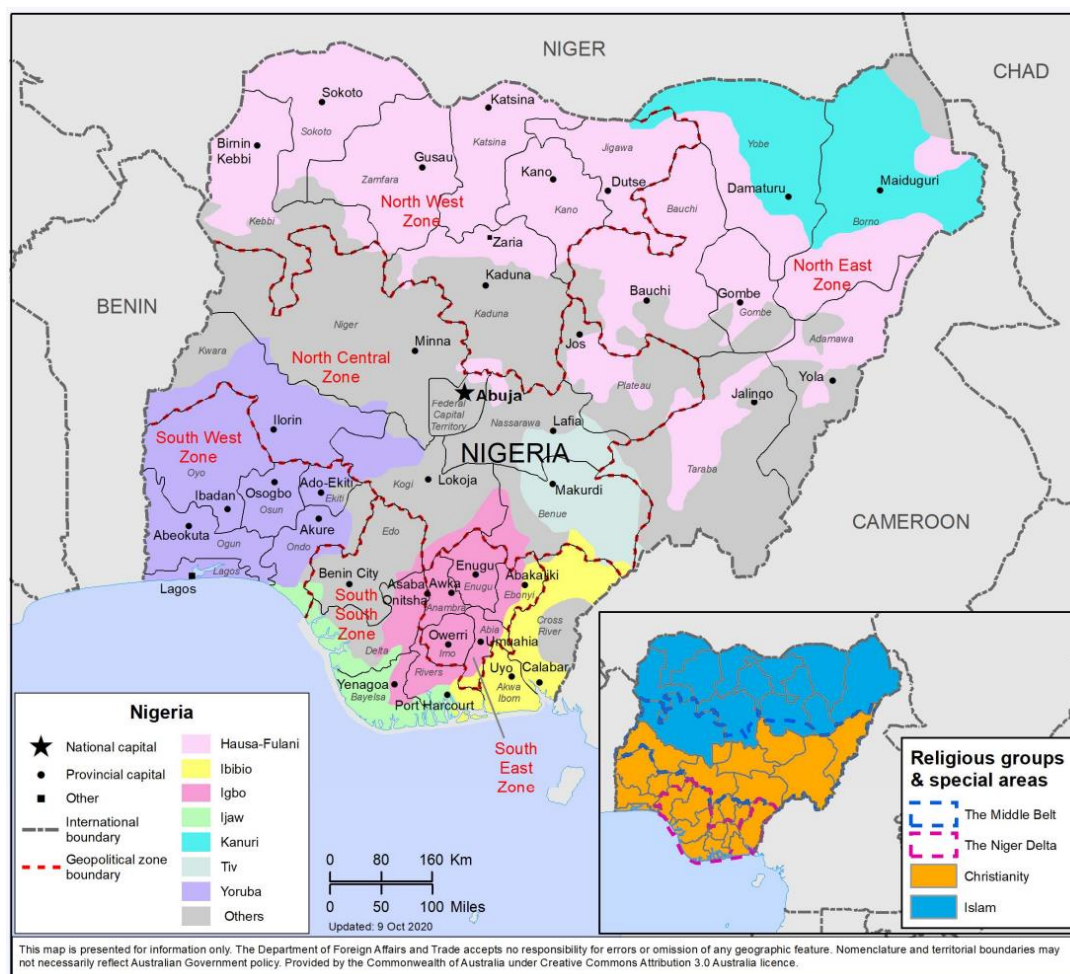 NIGER
CHAD
BENIN
CAMEROON
NIGERIA
Sokoto
Sokoto
Katsina
Katsina
Birnin
Kebbi
Kebbi
Gusau
Zamfara
North West
Zone
Kano
Kano
Jigawa
Dutse
Zaria
Yobe
Damaturu
Maiduguri
Borno
Bauchi
Bauchi
North East
Zone
Kaduna
Kaduna
Gombe
Gombe
Adamawa
Niger
Minna
Jos
Kwara
North Central
Zone
Plateau
Yola
Jalingo
Abuja
Federal
Capital
Territory
Nassarawa
Lafia
Taraba
Ilorin
South West
Zone
Oyo
Ado-Ekiti
Ekiti
Ibadan
Osogbo
Osun
Kogi
Lokoja
Makurdi
Benue
Abeokuta
Ogun
Akure
Ondo
Edo
Lagos
Lagos
Benin City
Asaba
Onitsha
Awka
Anambra
Enugu
Enugu
Abakaliki
Ebonyi
South
South
Zone
Cross
River
Owerri
Imo
Abia
Umuahia
Delta
Rivers
Yenagoa
Bayelsa
Port Harcourt
Uyo
Akwa
Ibom
Calabar
South
East
Zone
Nigeria
National capital
Provincial capital
Other
International
boundary
Geopolitical zone
boundary
Hausa-Fulani
Ibibio
Igbo
Ijaw
Kanuri
Tiv
Yoruba
Others
0 80 160 Km
0 50 100 Miles
Updated: 9 Oct 2020
Religious groups
& special areas
The Middle Belt
The Niger Delta
Christianity
Islam
This map is presented for information only. The Department of Foreign Affairs and Trade accepts no responsibility for errors or omission of any geographic feature. Nomenclature and territorial boundaries may
not necessarily reflect Australian Government policy. Provided by the Commonwealth of Australia under Creative Commons Attribution 3.0 Australia licence.